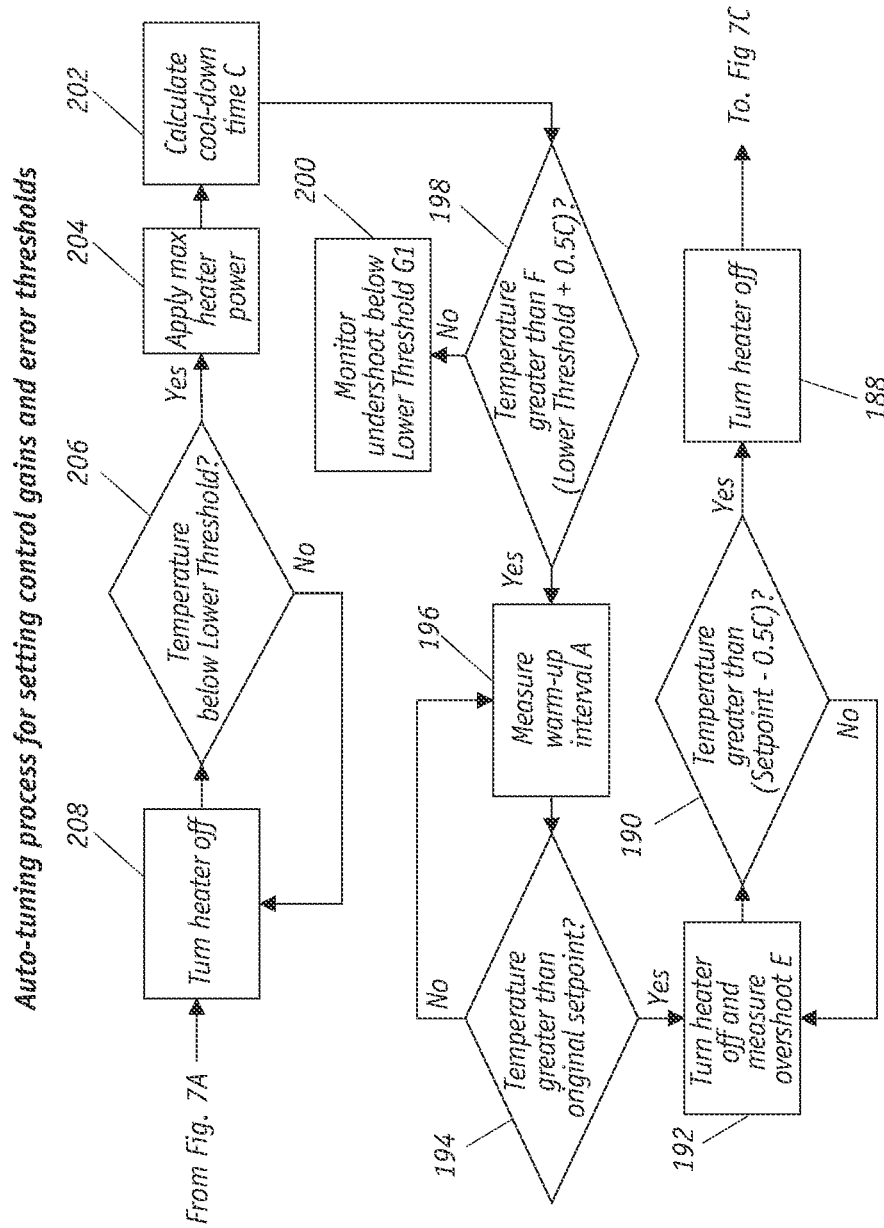 Auto-tuning process for setting control gains and error thresholds
From Fig. 7A
208
Turn heater off
206
Temperature
below Lower Threshold?
No
Yes
204
Apply max
heater
power
202
Calculate
cool-down
time C
200
Monitor
undershoot below
Lower Threshold G1
No
198
Temperature
greater than F
(Lower Threshold + 0.5C)?
Yes
196
Measure
warm-up
interval A
194
Temperature
greater than
original setpoint?
No
Yes
192
Turn heater
off and
measure
overshoot E
190
Temperature
greater than
(Setpoint - 0.5C)?
No
Yes
188
Turn heater off
To. Fig 7C